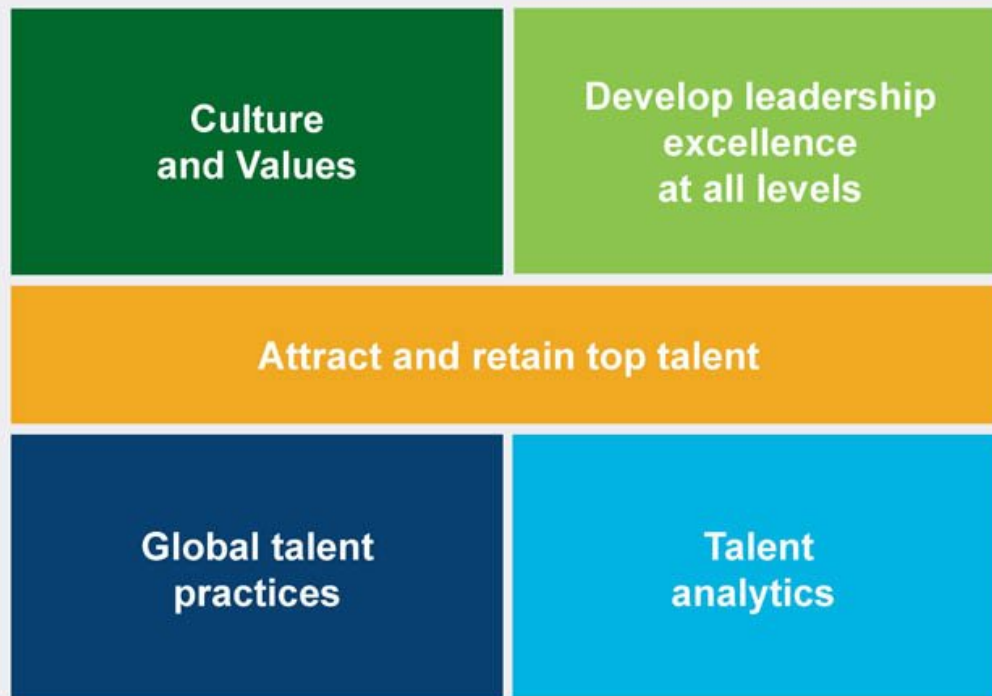 Culture
and Values
Develop leadership
excellence
at all levels
Attract and retain top talent
Global talent
practices
Talent
analytics